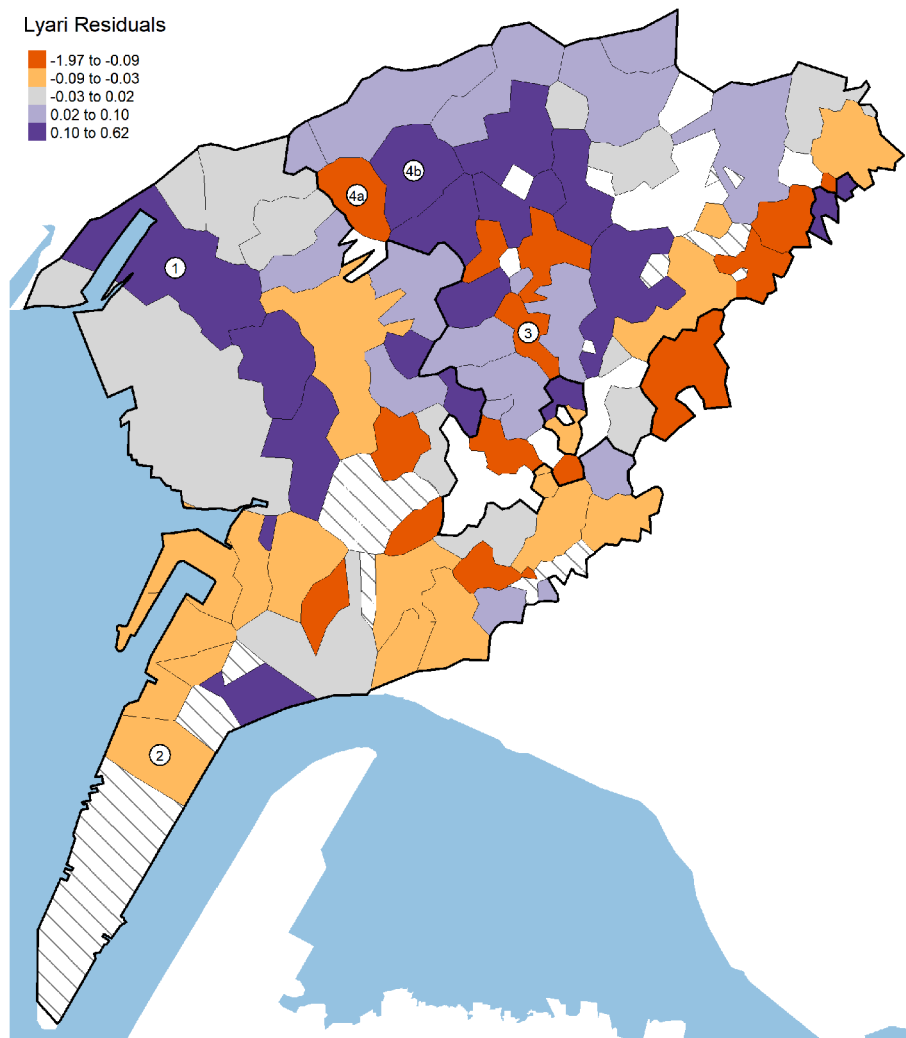 Lyari Residuals
-1.97 to -0.09
-0.09 to -0.03
-0.03 to 0.02
0.02 to 0.10
0.10 to 0.62
4a
4b
1
3
2